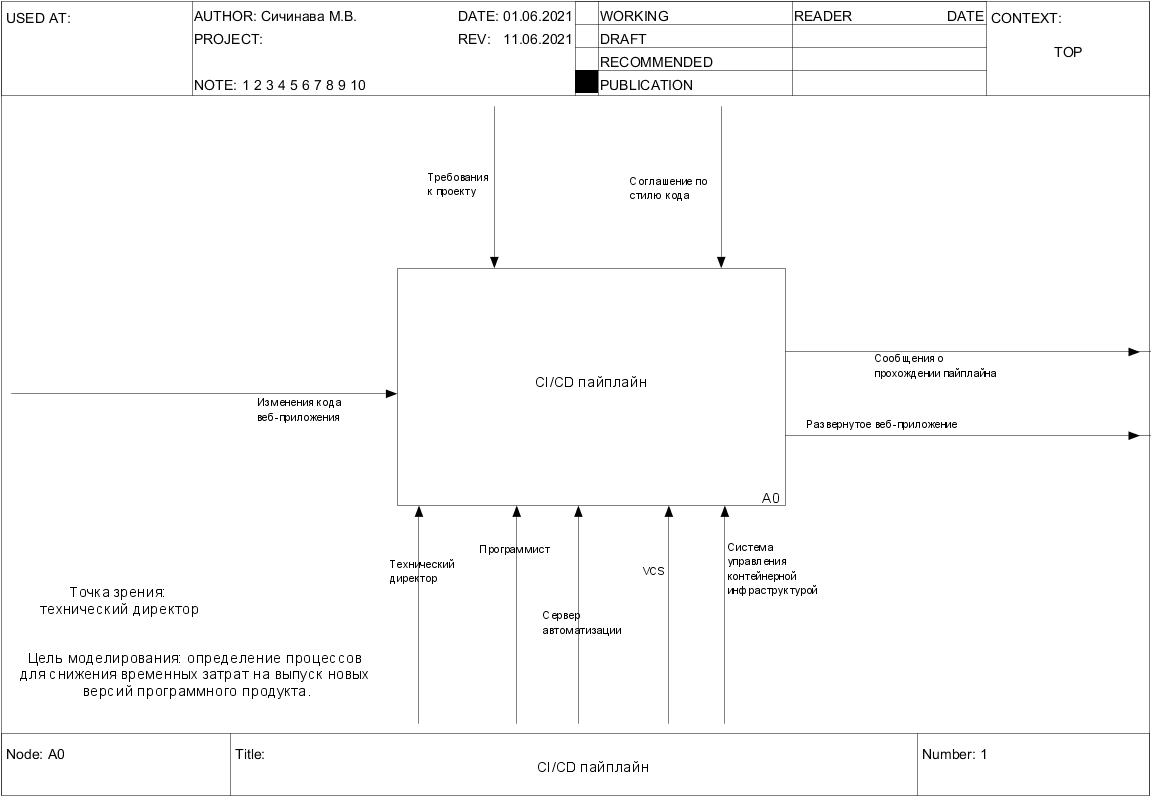 USED AT:
AUTHOR: Сичинава М.В.
DATE: 01.06.2021
PROJECT:
REV: 11.06.2021
NOTE: 1 2 3 4 5 6 7 8 9 10
WORKING
DRAFT
RECOMMENDED
PUBLICATION
READER
DATE
CONTEXT:
TOP
Требования
к проекту
Соглашение по
стилю кода
CI/CD пайплайн
A0
Изменения кода
веб-приложения
Сообщения о
прохождении пайплайна
Развернутое веб-приложение
Технический
директор
Программист
Сервер
автоматизации
VCS
Система
управления
контейнерной
инфраструктурой
Точка зрения:
технический директор
Цель моделирования: определение процессов
для снижения временных затрат на выпуск новых
версий программного продукта.
Node: A0
Title:
CI/CD пайплайн
Number: 1